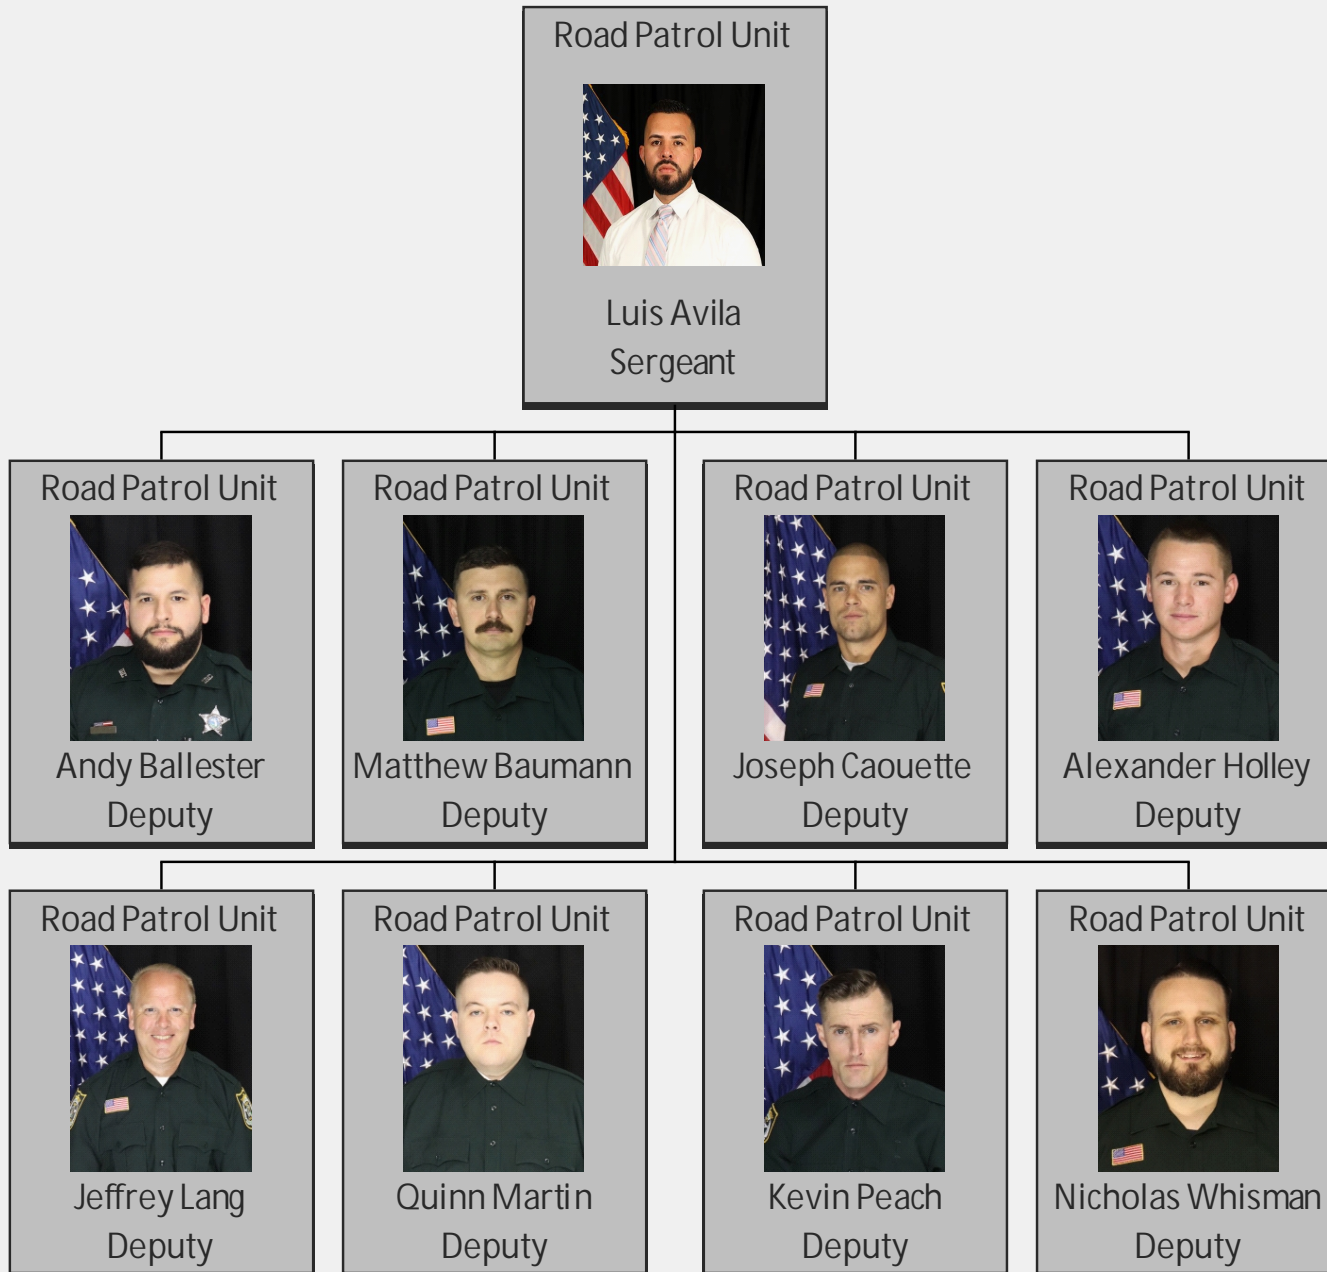 Road Patrol Unit
Luis Avila
Sergeant
Road Patrol Unit
Andy Ballester
Deputy
Road Patrol Unit
Matthew Baumann
Deputy
Road Patrol Unit
Joseph Caouette
Deputy
Road Patrol Unit
Alexander Holley
Deputy
Road Patrol Unit
Jeffrey Lang
Deputy
Road Patrol Unit
Quinn Martin
Deputy
Road Patrol Unit
Kevin Peach
Deputy
Road Patrol Unit
Nicholas Whisman
Deputy